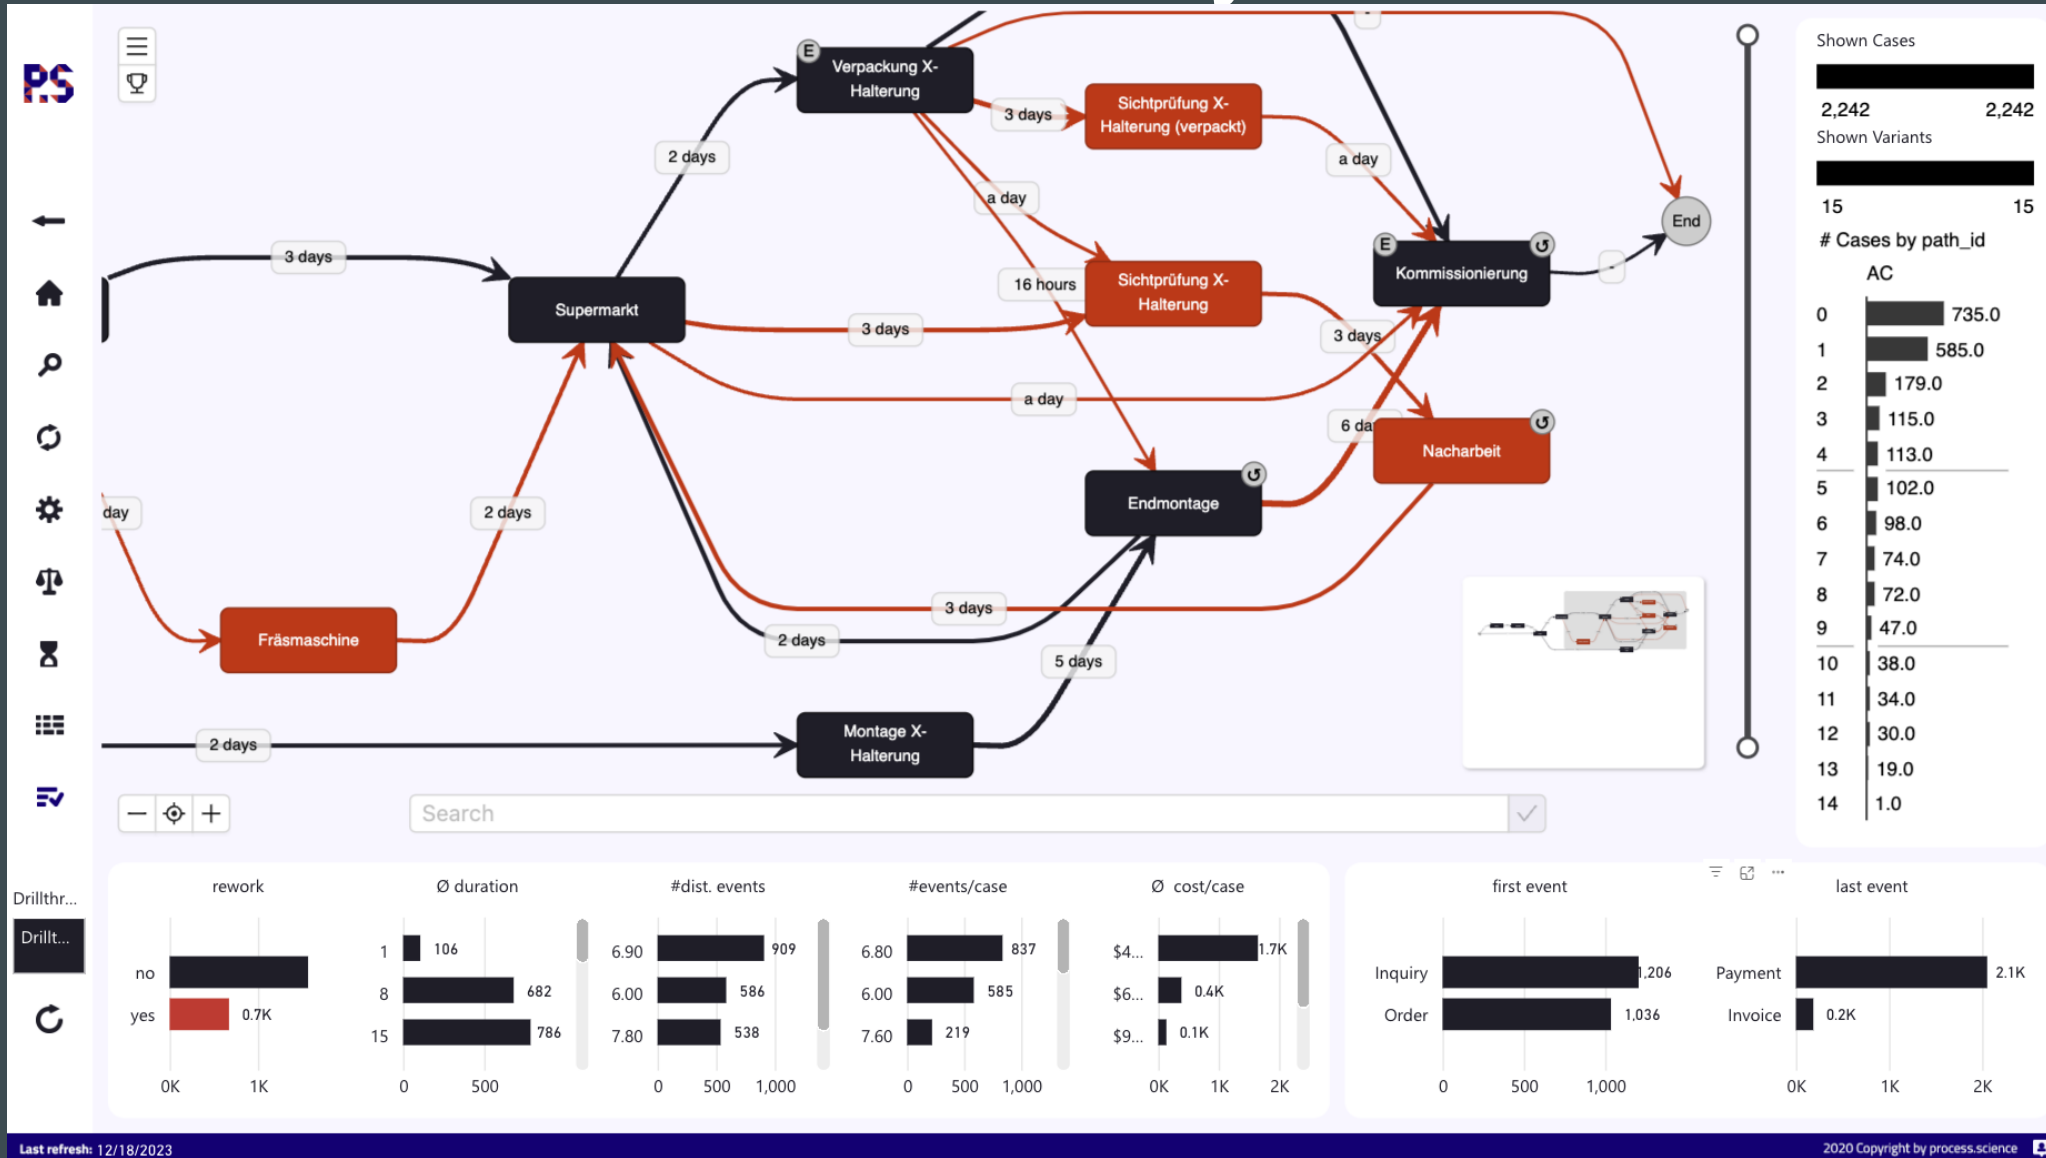 P.S
E
Verpackung X-
Halterung
3 days
Sichtprüfung X-
Halterung (verpackt)
-
2 days
a day
a day
End
3 days
Supermarkt
16 hours
Sichtprüfung X-
Halterung
E
Kommissionierung
-
3 days
3 days
a day
6 da
Nacharbeit
day
2 days
Endmontage
Fräsmaschine
3 days
2 days
5 days
2 days
Montage X-
Halterung
Search
Shown Cases
2,242 2,242
Shown Variants
15 15
# Cases by path_id
AC
0 735.0
1 585.0
2 179.0
3 115.0
4 113.0
5 102.0
6 98.0
7 74.0
8 72.0
9 47.0
10 38.0
11 34.0
12 30.0
13 19.0
14 1.0
Drillthr...
Drillt...
rework
no
yes 0.7K
0K 1K
Ø duration
1 106
8 682
15 786
0 500
#dist. events
6.90 909
6.00 586
7.80 538
0 500 1,000
#events/case
6.80 837
6.00 585
7.60 219
0 500 1,000
Ø cost/case
$4... 1.7K
$6... 0.4K
$9... 0.1K
0K 1K 2K
first event
Inquiry 1,206
Order 1,036
0 500 1,000
last event
Payment 2.1K
Invoice 0.2K
0K 1K 2K
Last refresh: 12/18/2023
2020 Copyright by process.science